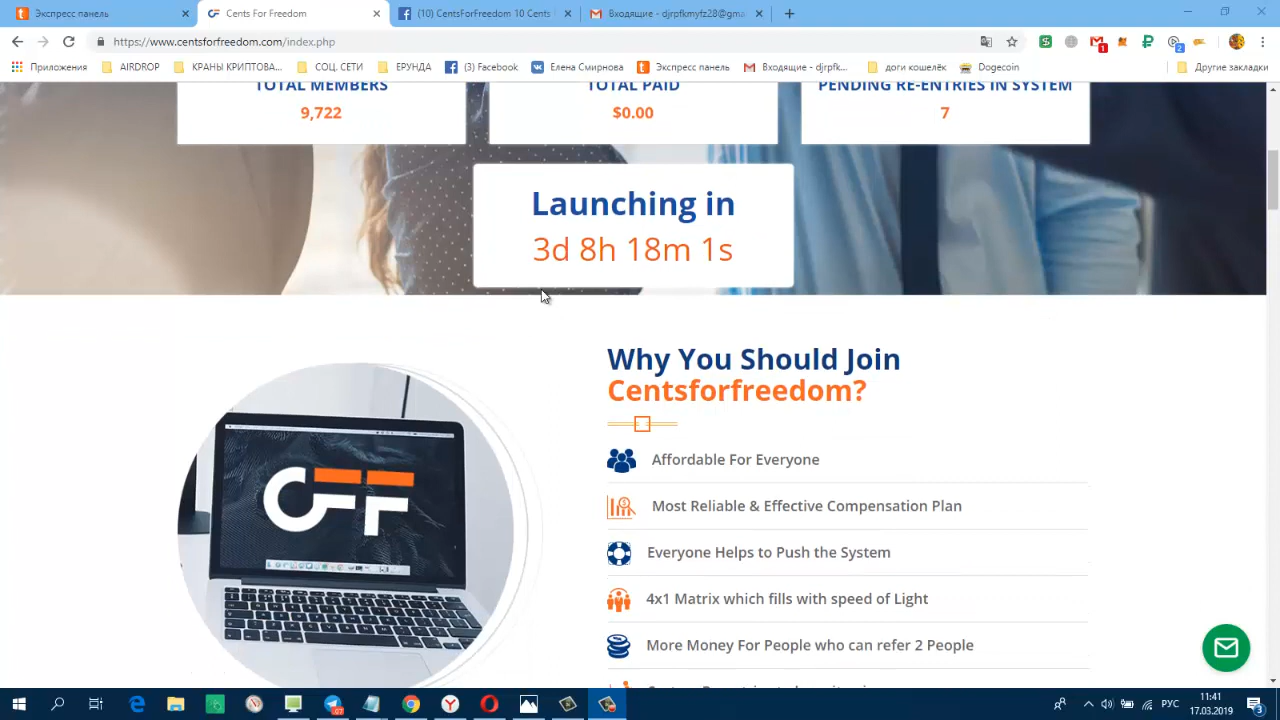 Экспресс панель
Cents For Freedom
(10) CentsForFreedom 10 Cents
Входящие - djrpfkmyfz28@gma
https://www.centsforfreedom.com/index.php
1
2
Приложения
AIRDROP
КРАНЫ КРИПТОВА...
СОЦ. СЕТИ
ЕРУНДА
(3) Facebook
Елена Смирнова
Экспресс панель
Входящие - djrpfk...
доги кошелёк
Dogecoin
Другие закладки
TOTAL MEMBERS
9,722
TOTAL PAID
$0.00
PENDING RE-ENTRIES IN SYSTEM
7
Launching in
3d 8h 18m 1s
Why You Should Join
Centsforfreedom?
Affordable For Everyone
Most Reliable & Effective Compensation Plan
Everyone Helps to Push the System
4x1 Matrix which fills with speed of Light
More Money For People who can refer 2 People
CFF
РУС
11:41
17.03.2019
3